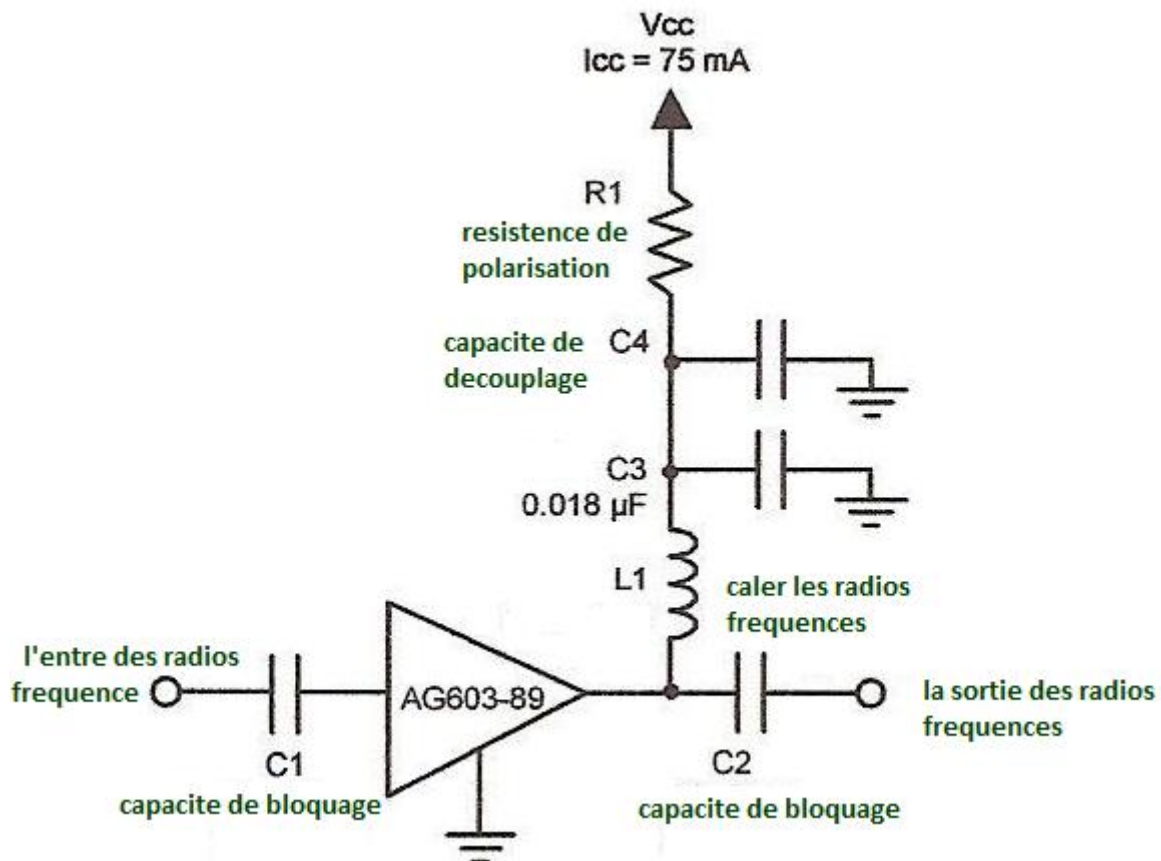 Vcc
Icc = 75 mA
R1
resistence de
polarisation
capacite de
decouplage
C4
C3
0.018 µF
L1
caler les radios
frequences
l'entre des radios
frequence
AG603-89
la sortie des radios
frequences
C1
capacite de bloquage
C2
capacite de bloquage